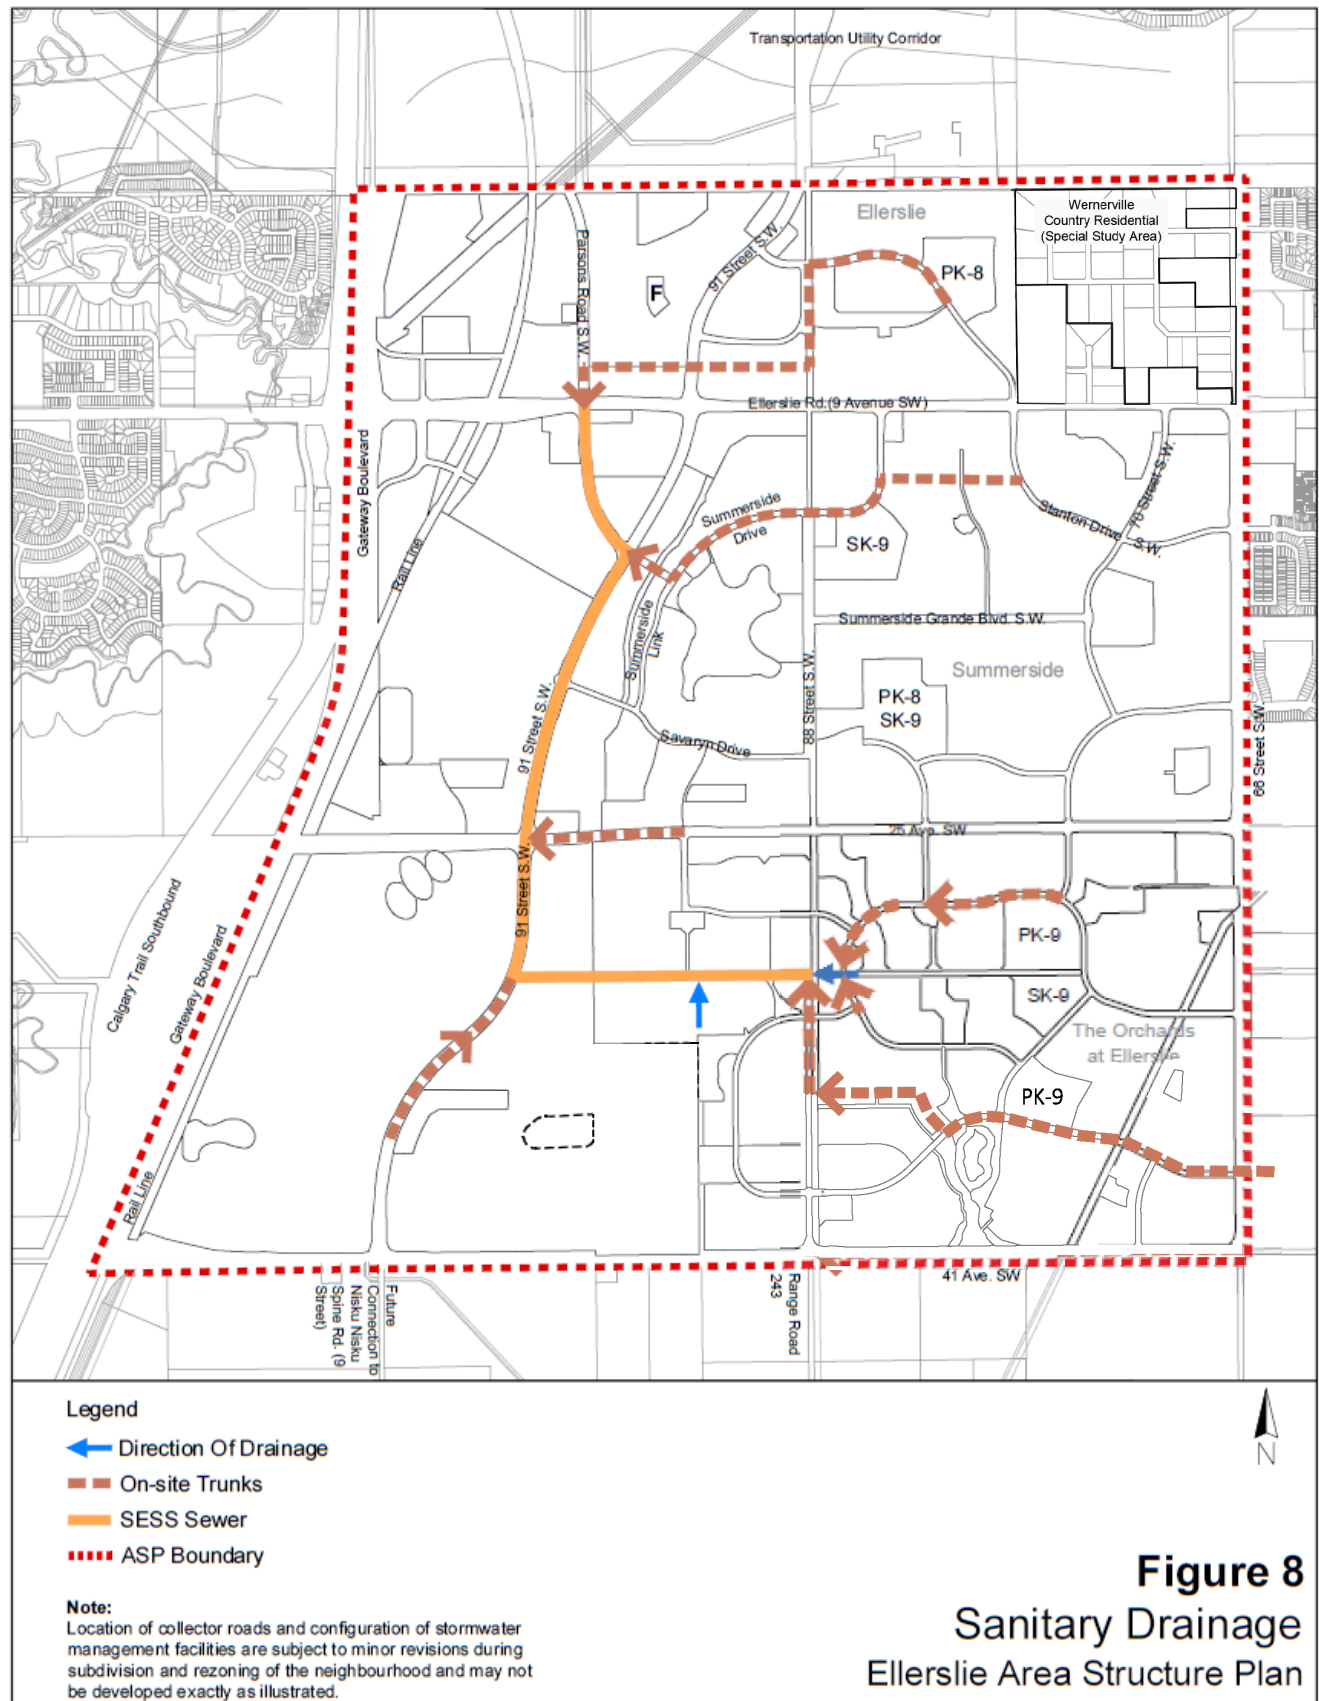 Transportation Utility Corridor
Ellerslie
Wernerville
Country Residential
(Special Study Area)
Parsons Road S.W.
91 Street S.W.
PK-8
F
Ellerslie Rd.(9 Avenue SW)
Gateway Boulevard
Rail Line
Summerside
Drive
SK-9
Stanton Drive S.W.
70 Street S.W.
Summerside
Link
Summerside Grande Blvd. S.W.
Summerside
88 Street S.W.
PK-8
SK-9
91 Street S.W.
Savaryn Drive
66 Street S.W.
25 Ave. SW
91 Street S.W.
Calgary Trail Southbound
Gateway Boulevard
PK-9
SK-9
The Orchards
at Ellerslie
PK-9
Rail Line
41 Ave. SW
Future
Connection to
Nisku Nisku
Spine Rd. (9
Street)
Range Road
243
Legend
Direction Of Drainage
On-site Trunks
SESS Sewer
ASP Boundary
N
Note:
Location of collector roads and configuration of stormwater
management facilities are subject to minor revisions during
subdivision and rezoning of the neighbourhood and may not
be developed exactly as illustrated.
Figure 8
Sanitary Drainage
Ellerslie Area Structure Plan